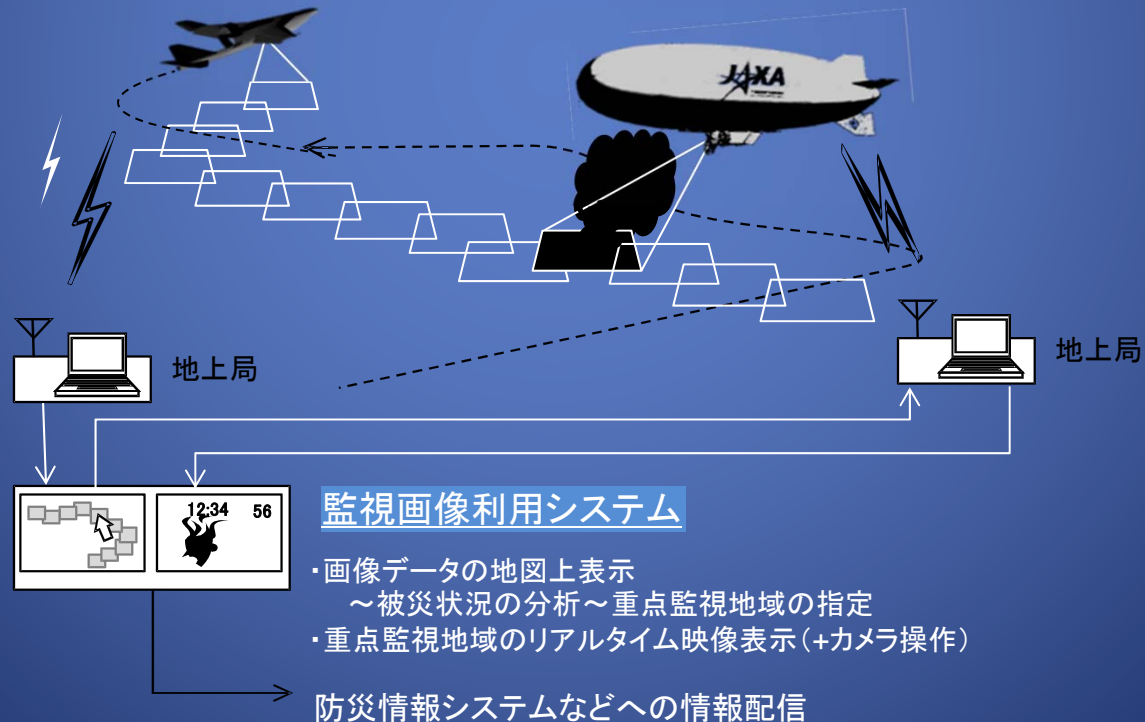 JAXA
地上局
地上局
12:34 56
監視画像利用システム
・画像データの地図上表示
～被災状況の分析～重点監視地域の指定
・重点監視地域のリアルタイム映像表示(+カメラ操作)
防災情報システムなどへの情報配信